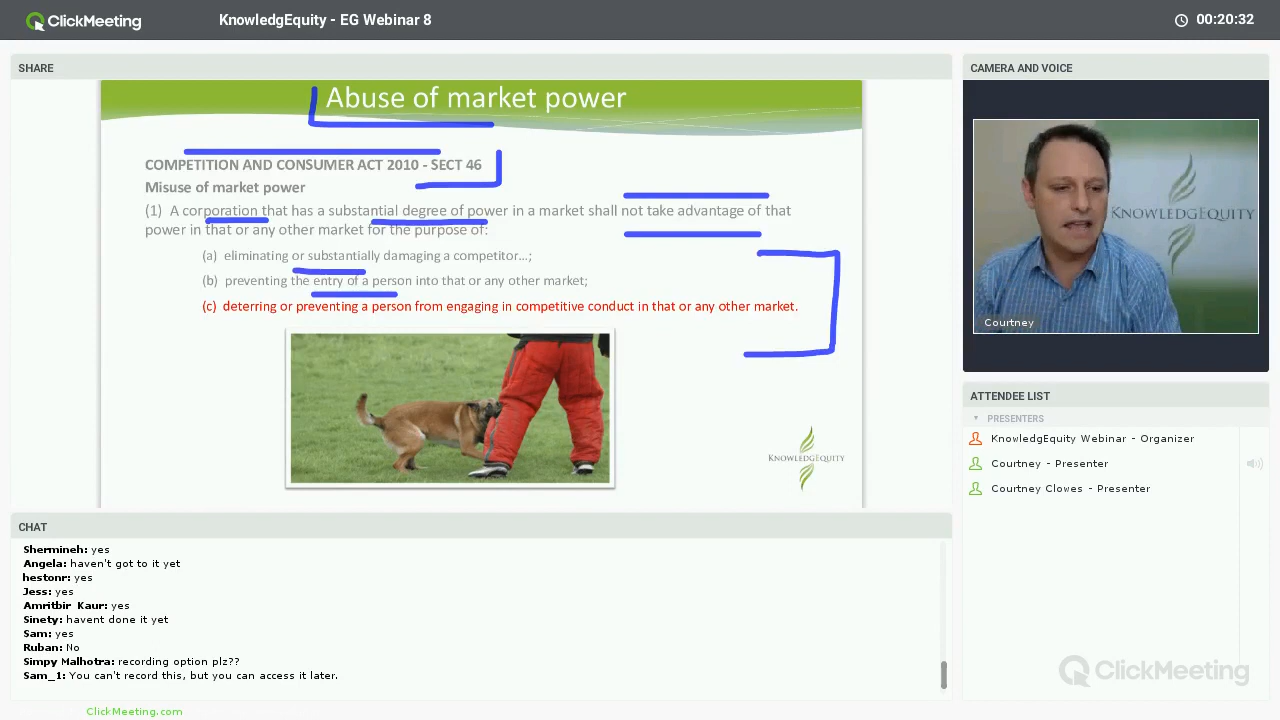 ClickMeeting
KnowledgEquity - EG Webinar 8
00:20:32
SHARE
Abuse of market power
COMPETITION AND CONSUMER ACT 2010 - SECT 46
Misuse of market power
(1) A corporation that has a substantial degree of power in a market shall not take advantage of that
power in that or any other market for the purpose of:
(a) eliminating or substantially damaging a competitor…;
(b) preventing the entry of a person into that or any other market;
(c) deterring or preventing a person from engaging in competitive conduct in that or any other market.
KNOWLEDGEQUITY
CAMERA AND VOICE
KNOWLEDGEQUITY
Courtney
ATTENDEE LIST
PRESENTERS
KnowledgEquity Webinar - Organizer
Courtney - Presenter
Courtney Clowes - Presenter
CHAT
Shermineh: yes
Angela: haven't got to it yet
hestonr: yes
Jess: yes
Amritbir Kaur: yes
Sinety: havent done it yet
Sam: yes
Ruban: No
Simpy Malhotra: recording option plz??
Sam_1: You can't record this, but you can access it later.
ClickMeeting
ClickMeeting.com